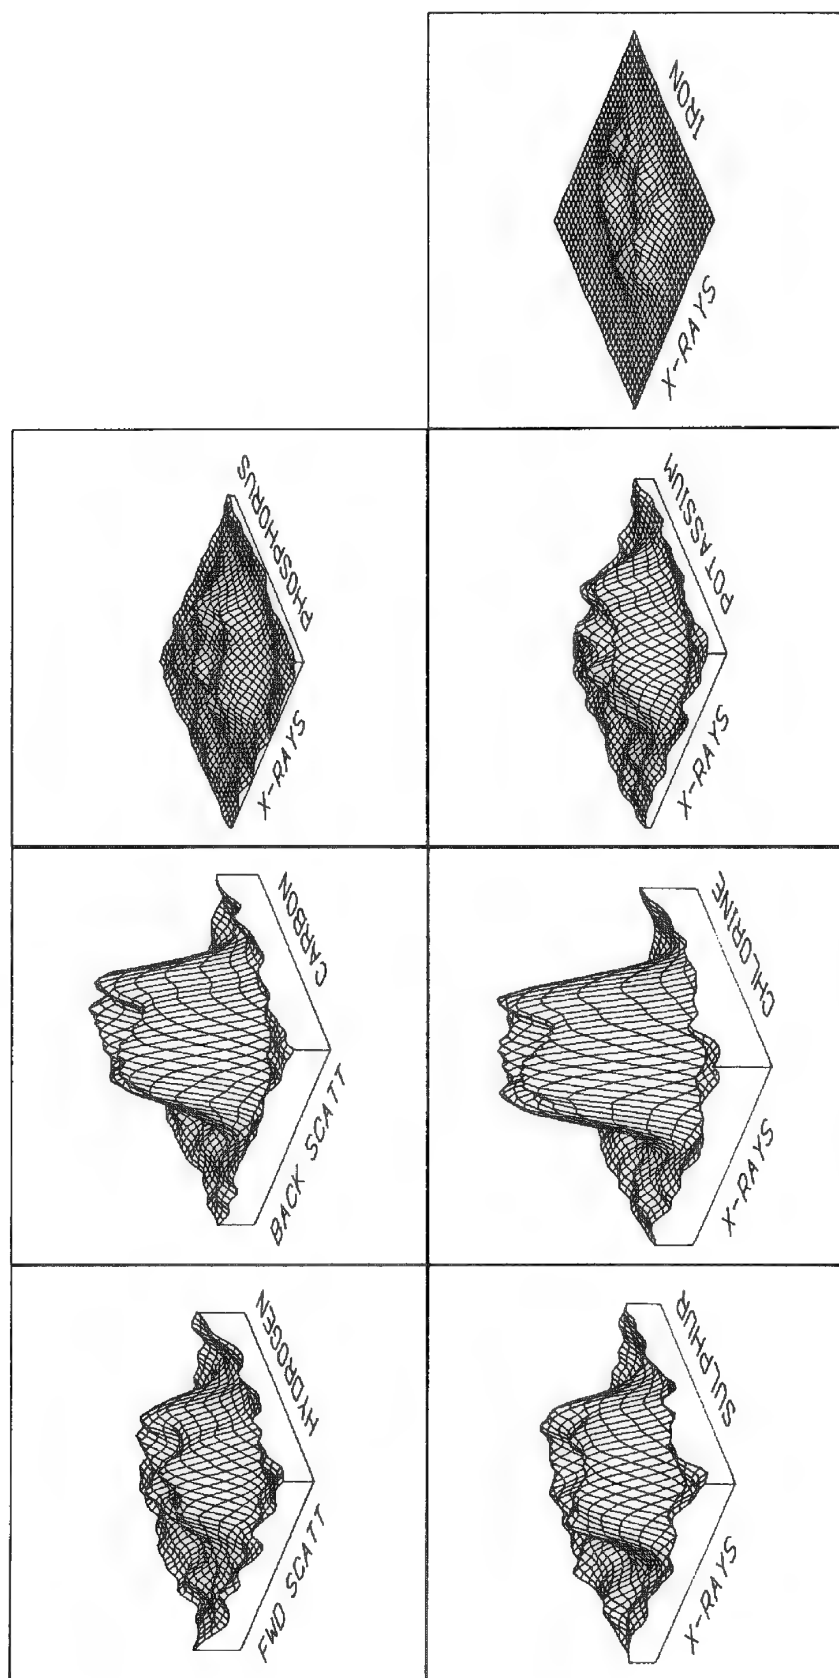 X-RAYS
IRON
X-RAYS
PHOSPHORUS
X-RAYS
POTASSIUM
BACK SCATT
CARBON
X-RAYS
CHLORINE
FWD SCATT
HYDROGEN
X-RAYS
SULPHUR